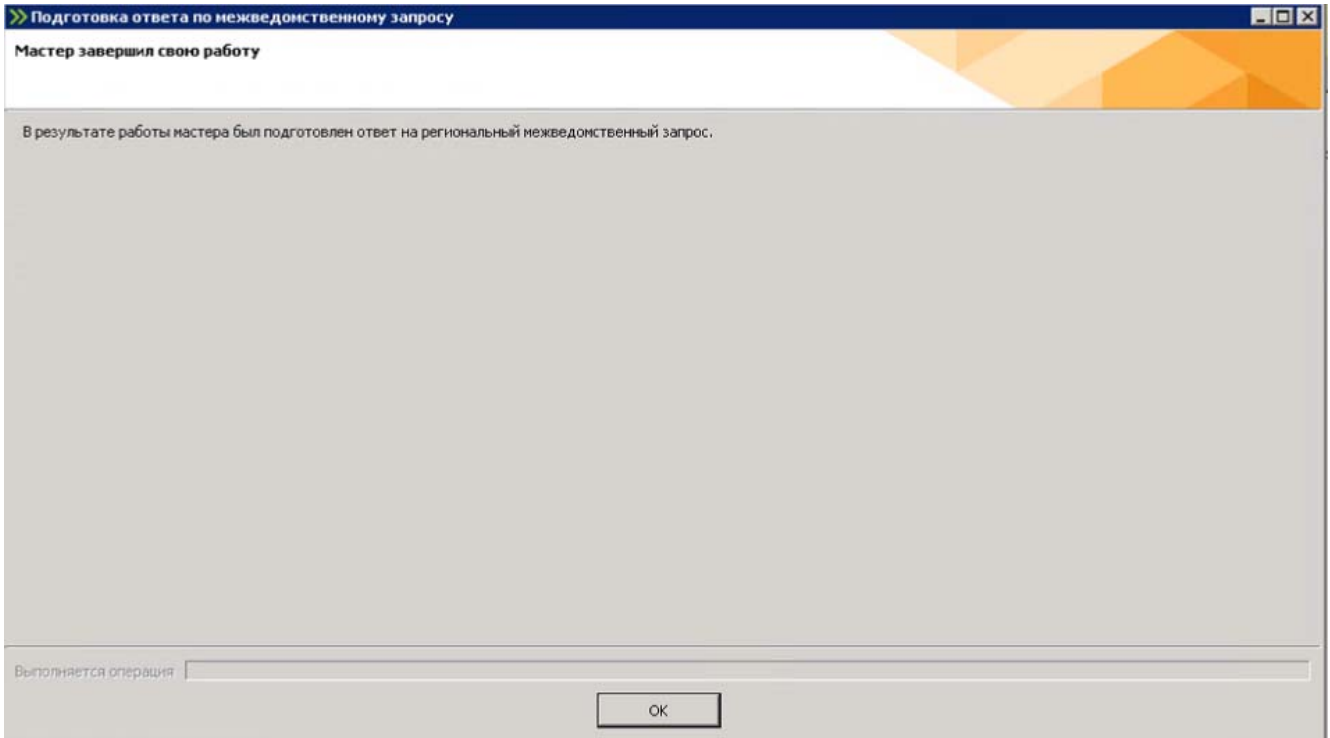 Подготовка ответа по межведомственному запросу
Мастер завершил свою работу
В результате работы мастера был подготовлен ответ на региональный межведомственный запрос.
Выполняется операция
ОК